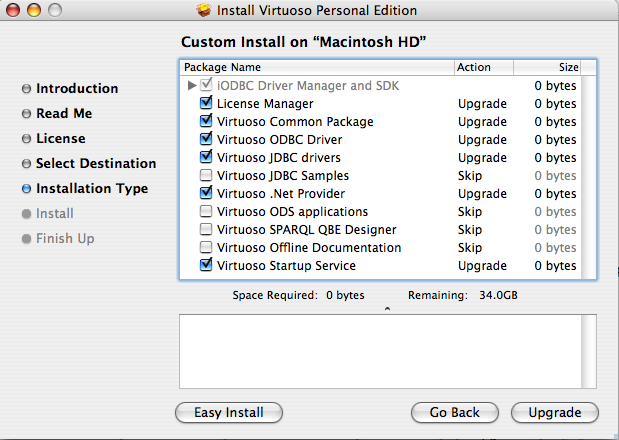 Install Virtuoso Personal Edition
Custom Install on “Macintosh HD”
Introduction
Read Me
License
Select Destination
Installation Type
Install
Finish Up
Package Name Action Size
iODBC Driver Manager and SDK 0 bytes
License Manager Upgrade 0 bytes
Virtuoso Common Package Upgrade 0 bytes
Virtuoso ODBC Driver Upgrade 0 bytes
Virtuoso JDBC drivers Upgrade 0 bytes
Virtuoso JDBC Samples Skip 0 bytes
Virtuoso .Net Provider Upgrade 0 bytes
Virtuoso ODS applications Skip 0 bytes
Virtuoso SPARQL QBE Designer Skip 0 bytes
Virtuoso Offline Documentation Skip 0 bytes
Virtuoso Startup Service Upgrade 0 bytes
Space Required: 0 bytes Remaining: 34.0GB
Easy Install Go Back Upgrade